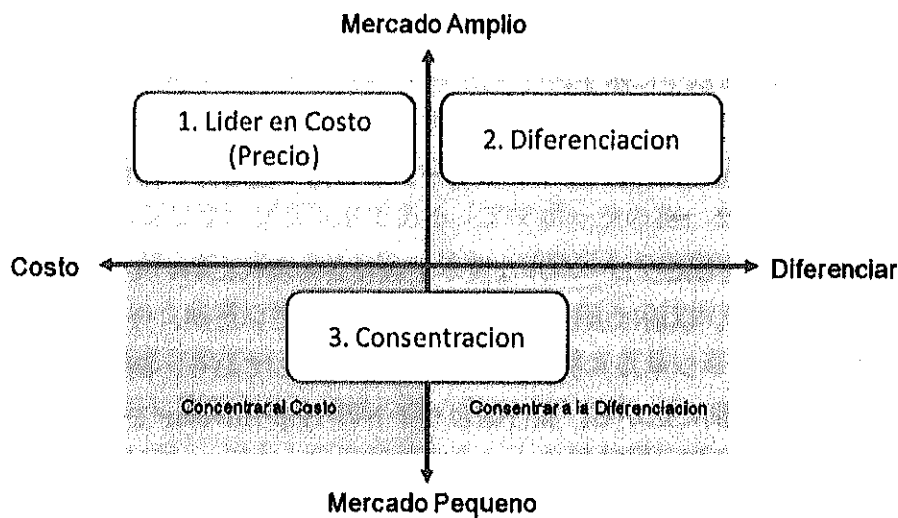 Mercado Amplio
1. Lider en Costo
(Precio)
2. Diferenciacion
Costo
Diferenciar
3. Consentracion
Concentrar al Costo
Consentrar a la Diferenciacion
Mercado Pequeno